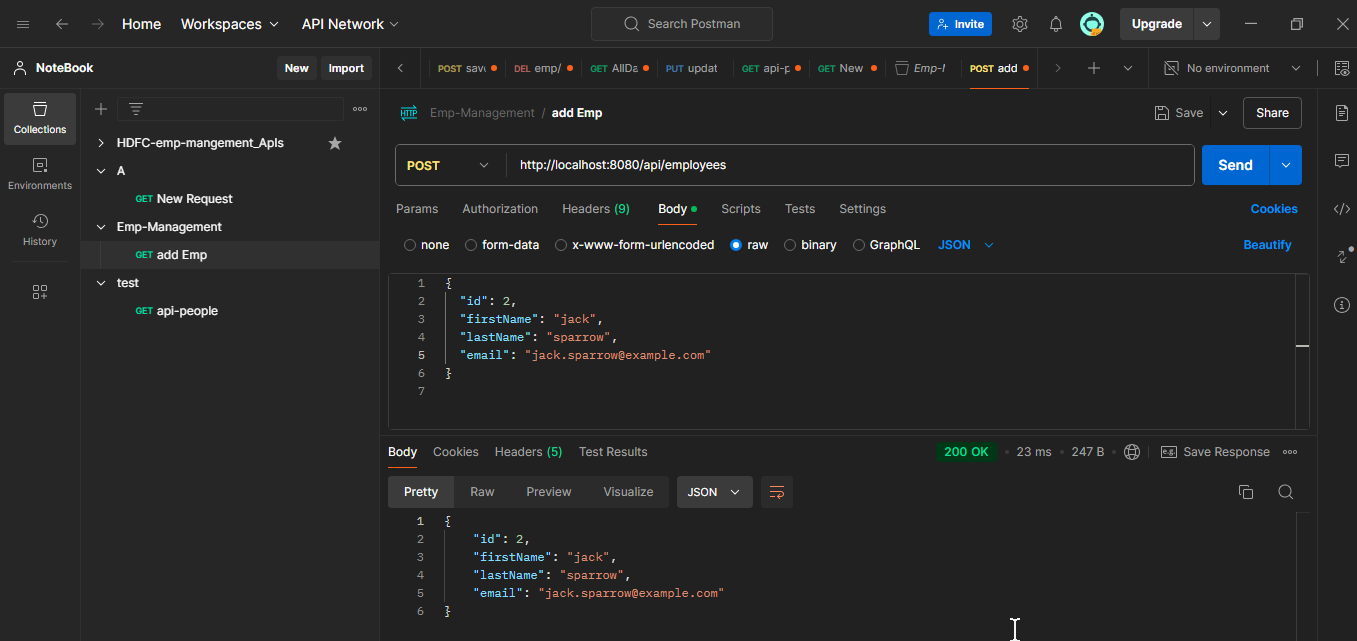 Home Workspaces API Network Search Postman Invite Upgrade
NoteBook New Import POST sav DEL emp/ GET AllDa PUT updat GET api-p GET New Emp-I POST add No environment
Collections
Environments
History
HDFC-emp-mangement_ApIs
A
GET New Request
Emp-Management
GET add Emp
test
GET api-people
HTTP Emp-Management / add Emp Save Share
POST http://localhost:8080/api/employees Send
Params Authorization Headers (9) Body Scripts Tests Settings Cookies
none form-data x-www-form-urlencoded raw binary GraphQL JSON Beautify
1 {
2 "id": 2,
3 "firstName": "jack",
4 "lastName": "sparrow",
5 "email": "jack.sparrow@example.com"
6 }
7
Body Cookies Headers (5) Test Results 200 OK 23 ms 247 B e.g. Save Response
Pretty Raw Preview Visualize JSON
1 {
2 "id": 2,
3 "firstName": "jack",
4 "lastName": "sparrow",
5 "email": "jack.sparrow@example.com"
6 }